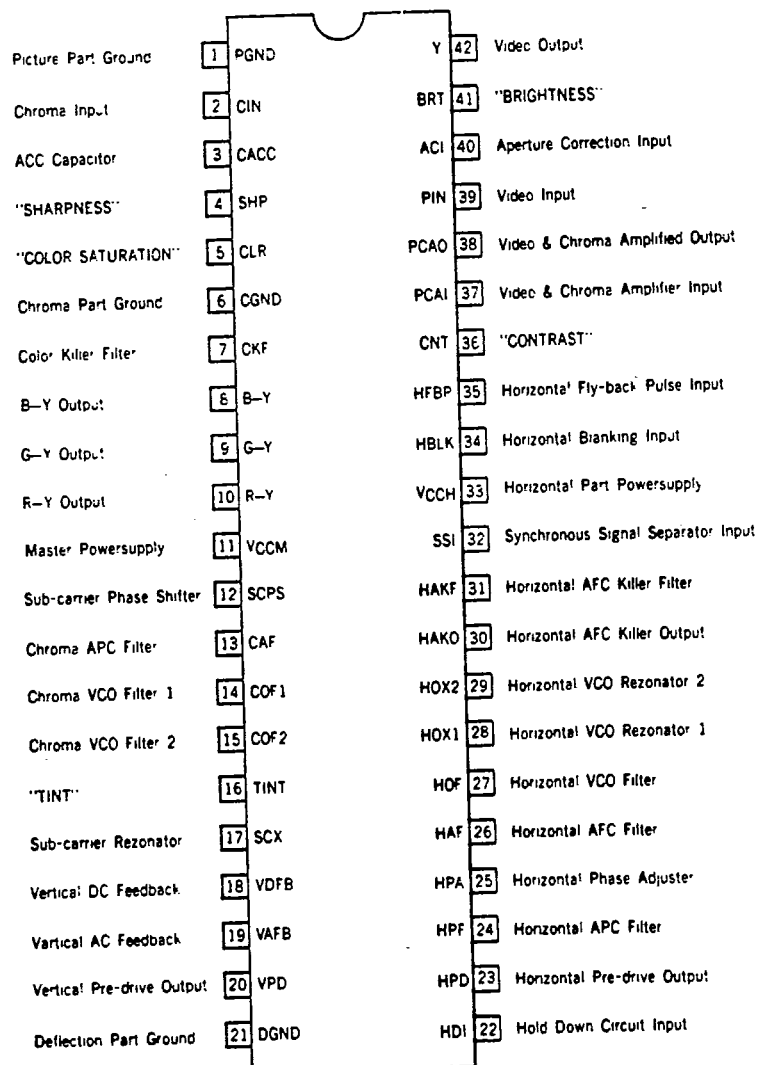 Picture Part Ground 1 PGND
Y 42 Video Output
Chroma Input 2 CIN
BRT 41 "BRIGHTNESS"
ACC Capacitor 3 CACC
ACI 40 Aperture Correction Input
"SHARPNESS" 4 SHP
PIN 39 Video Input
"COLOR SATURATION" 5 CLR
PCAO 38 Video & Chroma Amplified Output
Chroma Part Ground 6 CGND
PCAI 37 Video & Chroma Amplifier Input
Color Killer Filter 7 CKF
CNT 36 "CONTRAST"
B–Y Output 8 B–Y
HFBP 35 Horizontal Fly-back Pulse Input
G–Y Output 9 G–Y
HBLK 34 Horizontal Blanking Input
R–Y Output 10 R–Y
VCCH 33 Horizontal Part Powersupply
Master Powersupply 11 VCCM
SSI 32 Synchronous Signal Separator Input
Sub-carrier Phase Shifter 12 SCPS
HAKF 31 Horizontal AFC Killer Filter
Chroma APC Filter 13 CAF
HAKO 30 Horizontal AFC Killer Output
Chroma VCO Filter 1 14 COF1
HOX2 29 Horizontal VCO Rezonator 2
Chroma VCO Filter 2 15 COF2
HOX1 28 Horizontal VCO Rezonator 1
"TINT" 16 TINT
HOF 27 Horizontal VCO Filter
Sub-carrier Rezonator 17 SCX
HAF 26 Horizontal AFC Filter
Vertical DC Feedback 18 VDFB
HPA 25 Horizontal Phase Adjuster
Vartical AC Feedback 19 VAFB
HPF 24 Horizontal APC Filter
Vertical Pre-drive Output 20 VPD
HPD 23 Horizontal Pre-drive Output
Deflection Part Ground 21 DGND
HDI 22 Hold Down Circuit Input